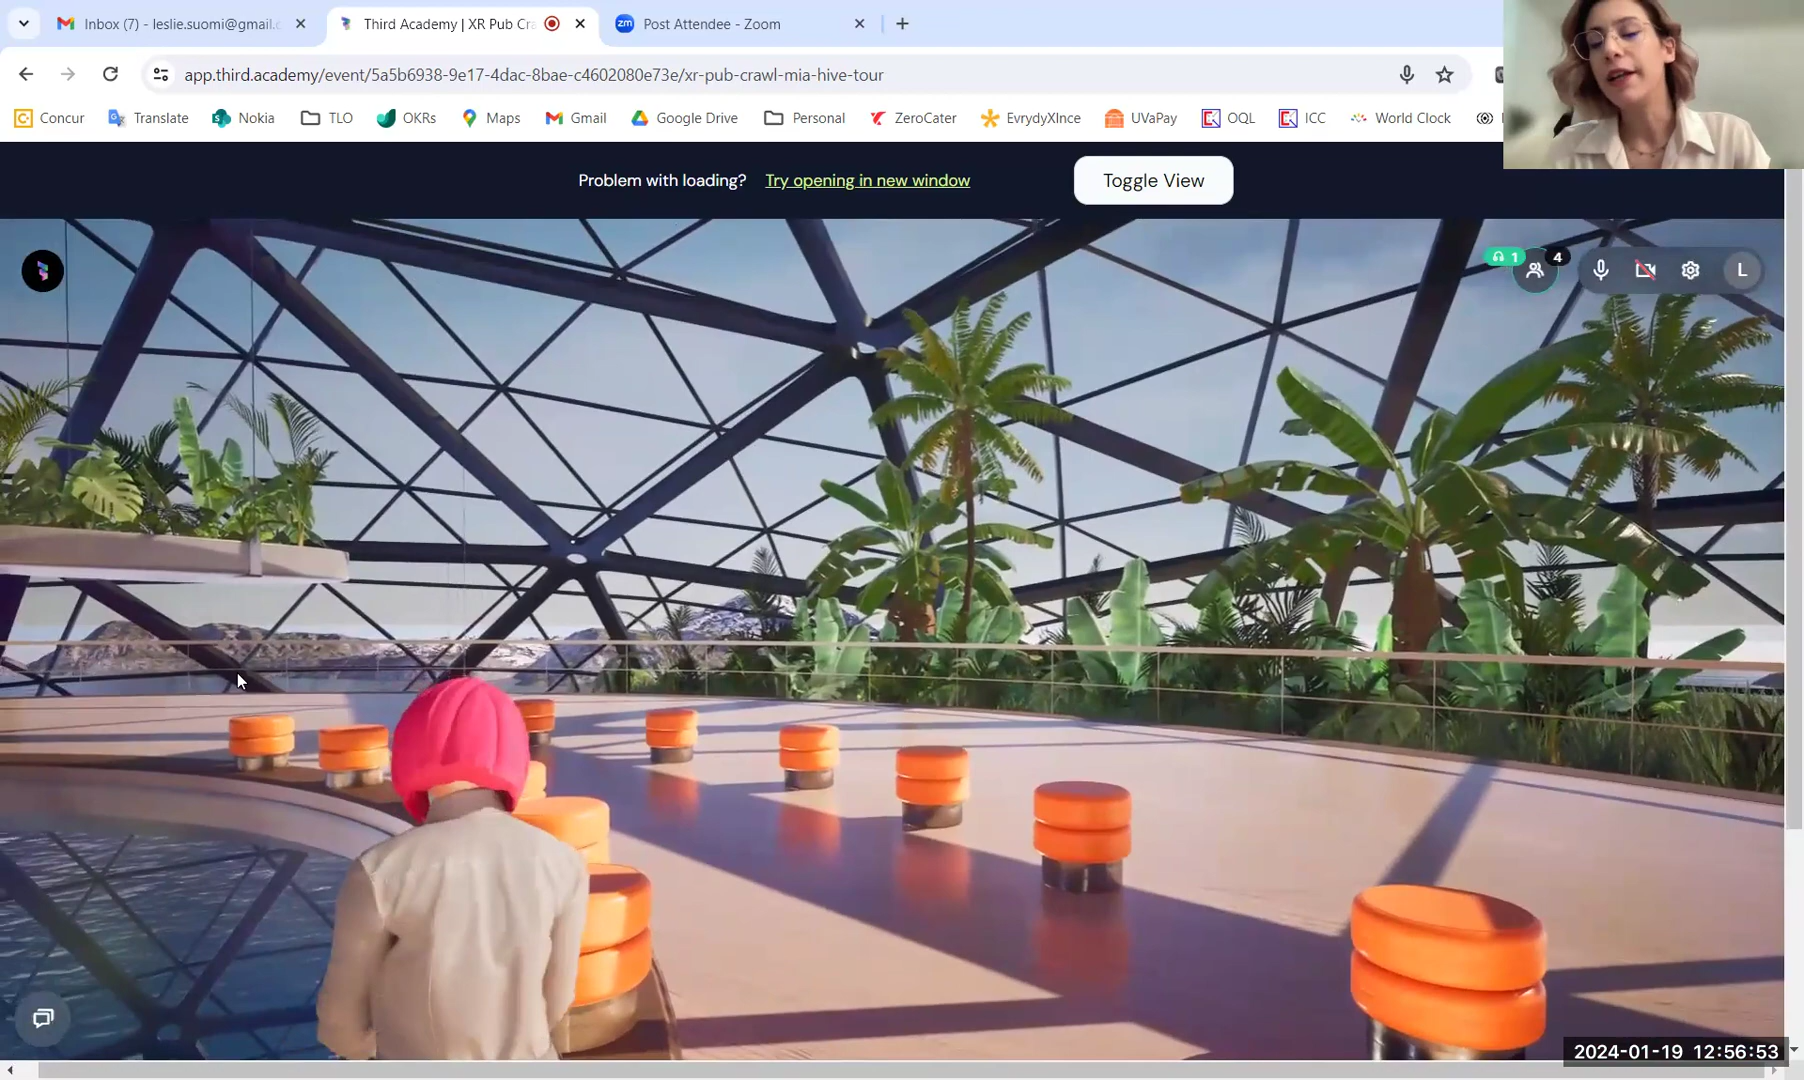 Inbox (7) - leslie.suomi@gmail.c
Third Academy | XR Pub Cra
zm Post Attendee - Zoom
app.third.academy/event/5a5b6938-9e17-4dac-8bae-c4602080e73e/xr-pub-crawl-mia-hive-tour
Concur Translate Nokia TLO OKRs Maps Gmail Google Drive Personal ZeroCater EvrydyXInce UVaPay OQL ICC World Clock
Problem with loading? Try opening in new window Toggle View
1 4 L
2024-01-19 12:56:53